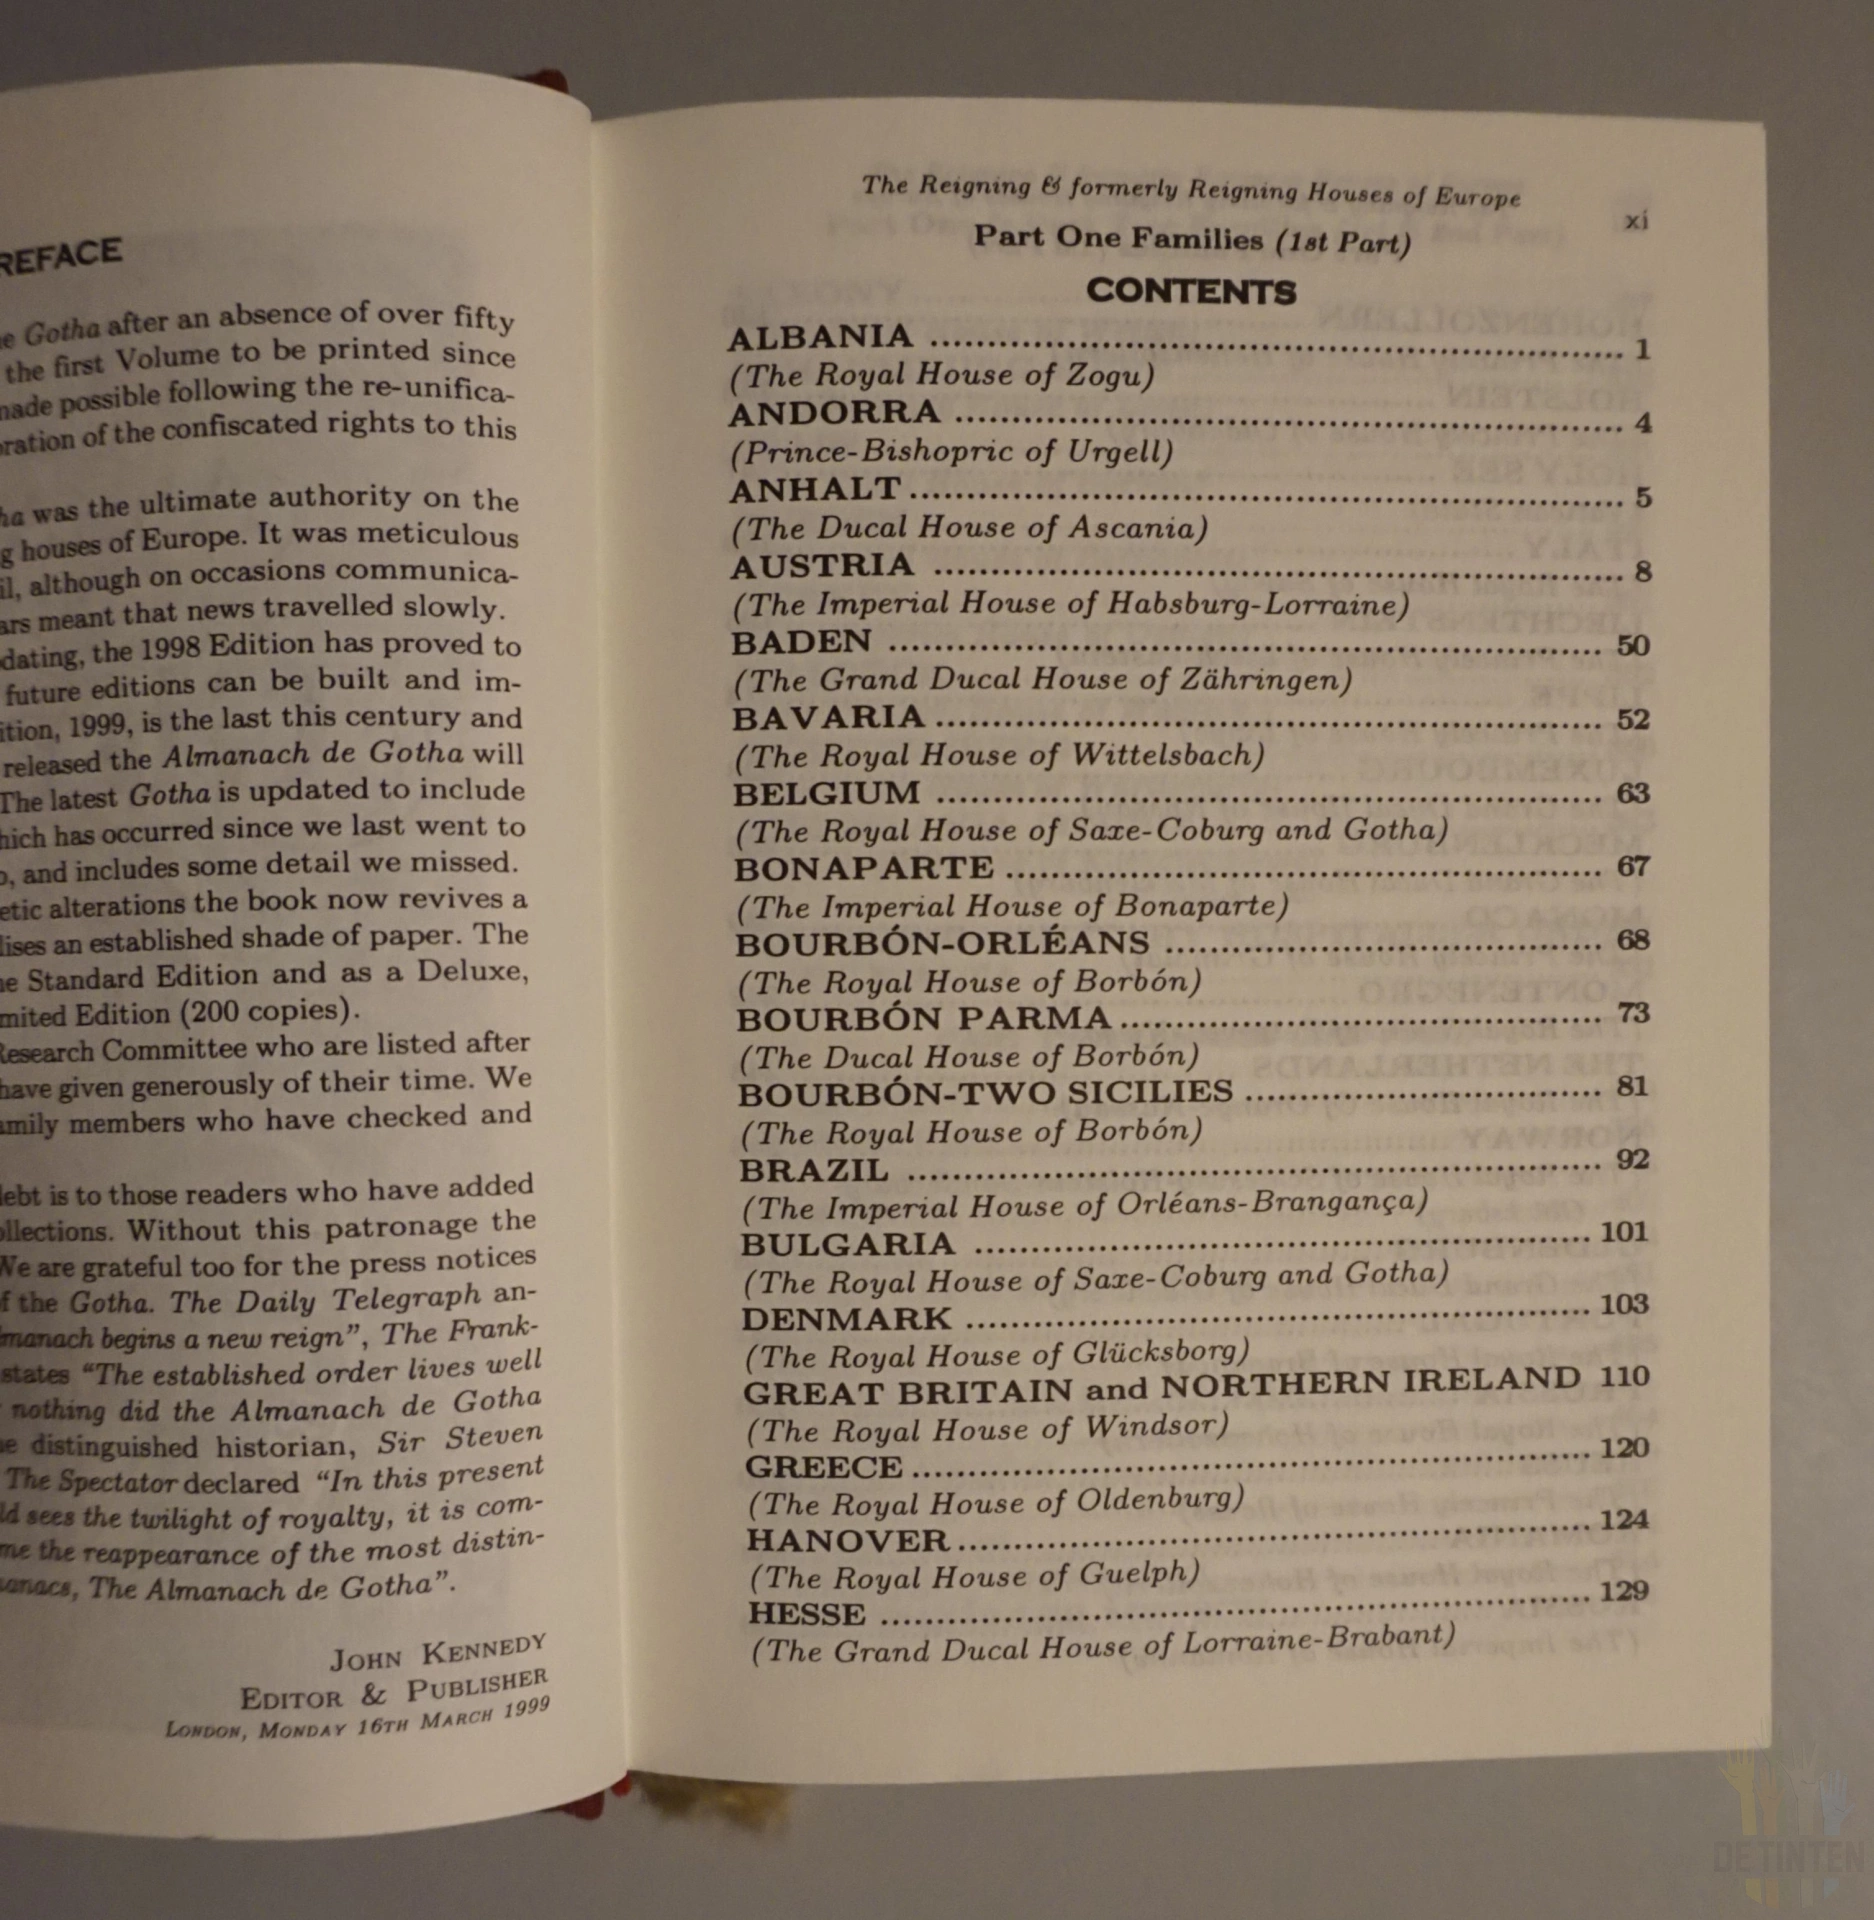 REFACE
e Gotha after an absence of over fifty
the first Volume to be printed since
made possible following the re-unifica-
oration of the confiscated rights to this
ha was the ultimate authority on the
g houses of Europe. It was meticulous
il, although on occasions communica-
ars meant that news travelled slowly.
dating, the 1998 Edition has proved to
future editions can be built and im-
ition, 1999, is the last this century and
released the Almanach de Gotha will
The latest Gotha is updated to include
hich has occurred since we last went to
o, and includes some detail we missed.
etic alterations the book now revives a
lises an established shade of paper. The
e Standard Edition and as a Deluxe,
mited Edition (200 copies).
Research Committee who are listed after
have given generously of their time. We
amily members who have checked and
debt is to those readers who have added
ollections. Without this patronage the
We are grateful too for the press notices
f the Gotha. The Daily Telegraph an-
manach begins a new reign”, The Frank-
states “The established order lives well
nothing did the Almanach de Gotha
e distinguished historian, Sir Steven
The Spectator declared “In this present
ld sees the twilight of royalty, it is com-
me the reappearance of the most distin-
anacs, The Almanach de Gotha”.
JOHN KENNEDY
EDITOR & PUBLISHER
LONDON, MONDAY 16TH MARCH 1999
The Reigning & formerly Reigning Houses of Europe
xi
Part One Families (1st Part)
CONTENTS
ALBANIA ........................................ 1
(The Royal House of Zogu)
ANDORRA ........................................ 4
(Prince-Bishopric of Urgell)
ANHALT ........................................ 5
(The Ducal House of Ascania)
AUSTRIA ........................................ 8
(The Imperial House of Habsburg-Lorraine)
BADEN ........................................ 50
(The Grand Ducal House of Zähringen)
BAVARIA ........................................ 52
(The Royal House of Wittelsbach)
BELGIUM ........................................ 63
(The Royal House of Saxe-Coburg and Gotha)
BONAPARTE ........................................ 67
(The Imperial House of Bonaparte)
BOURBÓN-ORLÉANS ........................................ 68
(The Royal House of Borbón)
BOURBÓN PARMA ........................................ 73
(The Ducal House of Borbón)
BOURBÓN-TWO SICILIES ........................................ 81
(The Royal House of Borbón)
BRAZIL ........................................ 92
(The Imperial House of Orléans-Brangança)
BULGARIA ........................................ 101
(The Royal House of Saxe-Coburg and Gotha)
DENMARK ........................................ 103
(The Royal House of Glücksborg)
GREAT BRITAIN and NORTHERN IRELAND 110
(The Royal House of Windsor)
GREECE ........................................ 120
(The Royal House of Oldenburg)
HANOVER ........................................ 124
(The Royal House of Guelph)
HESSE ........................................ 129
(The Grand Ducal House of Lorraine-Brabant)
DETINTEN